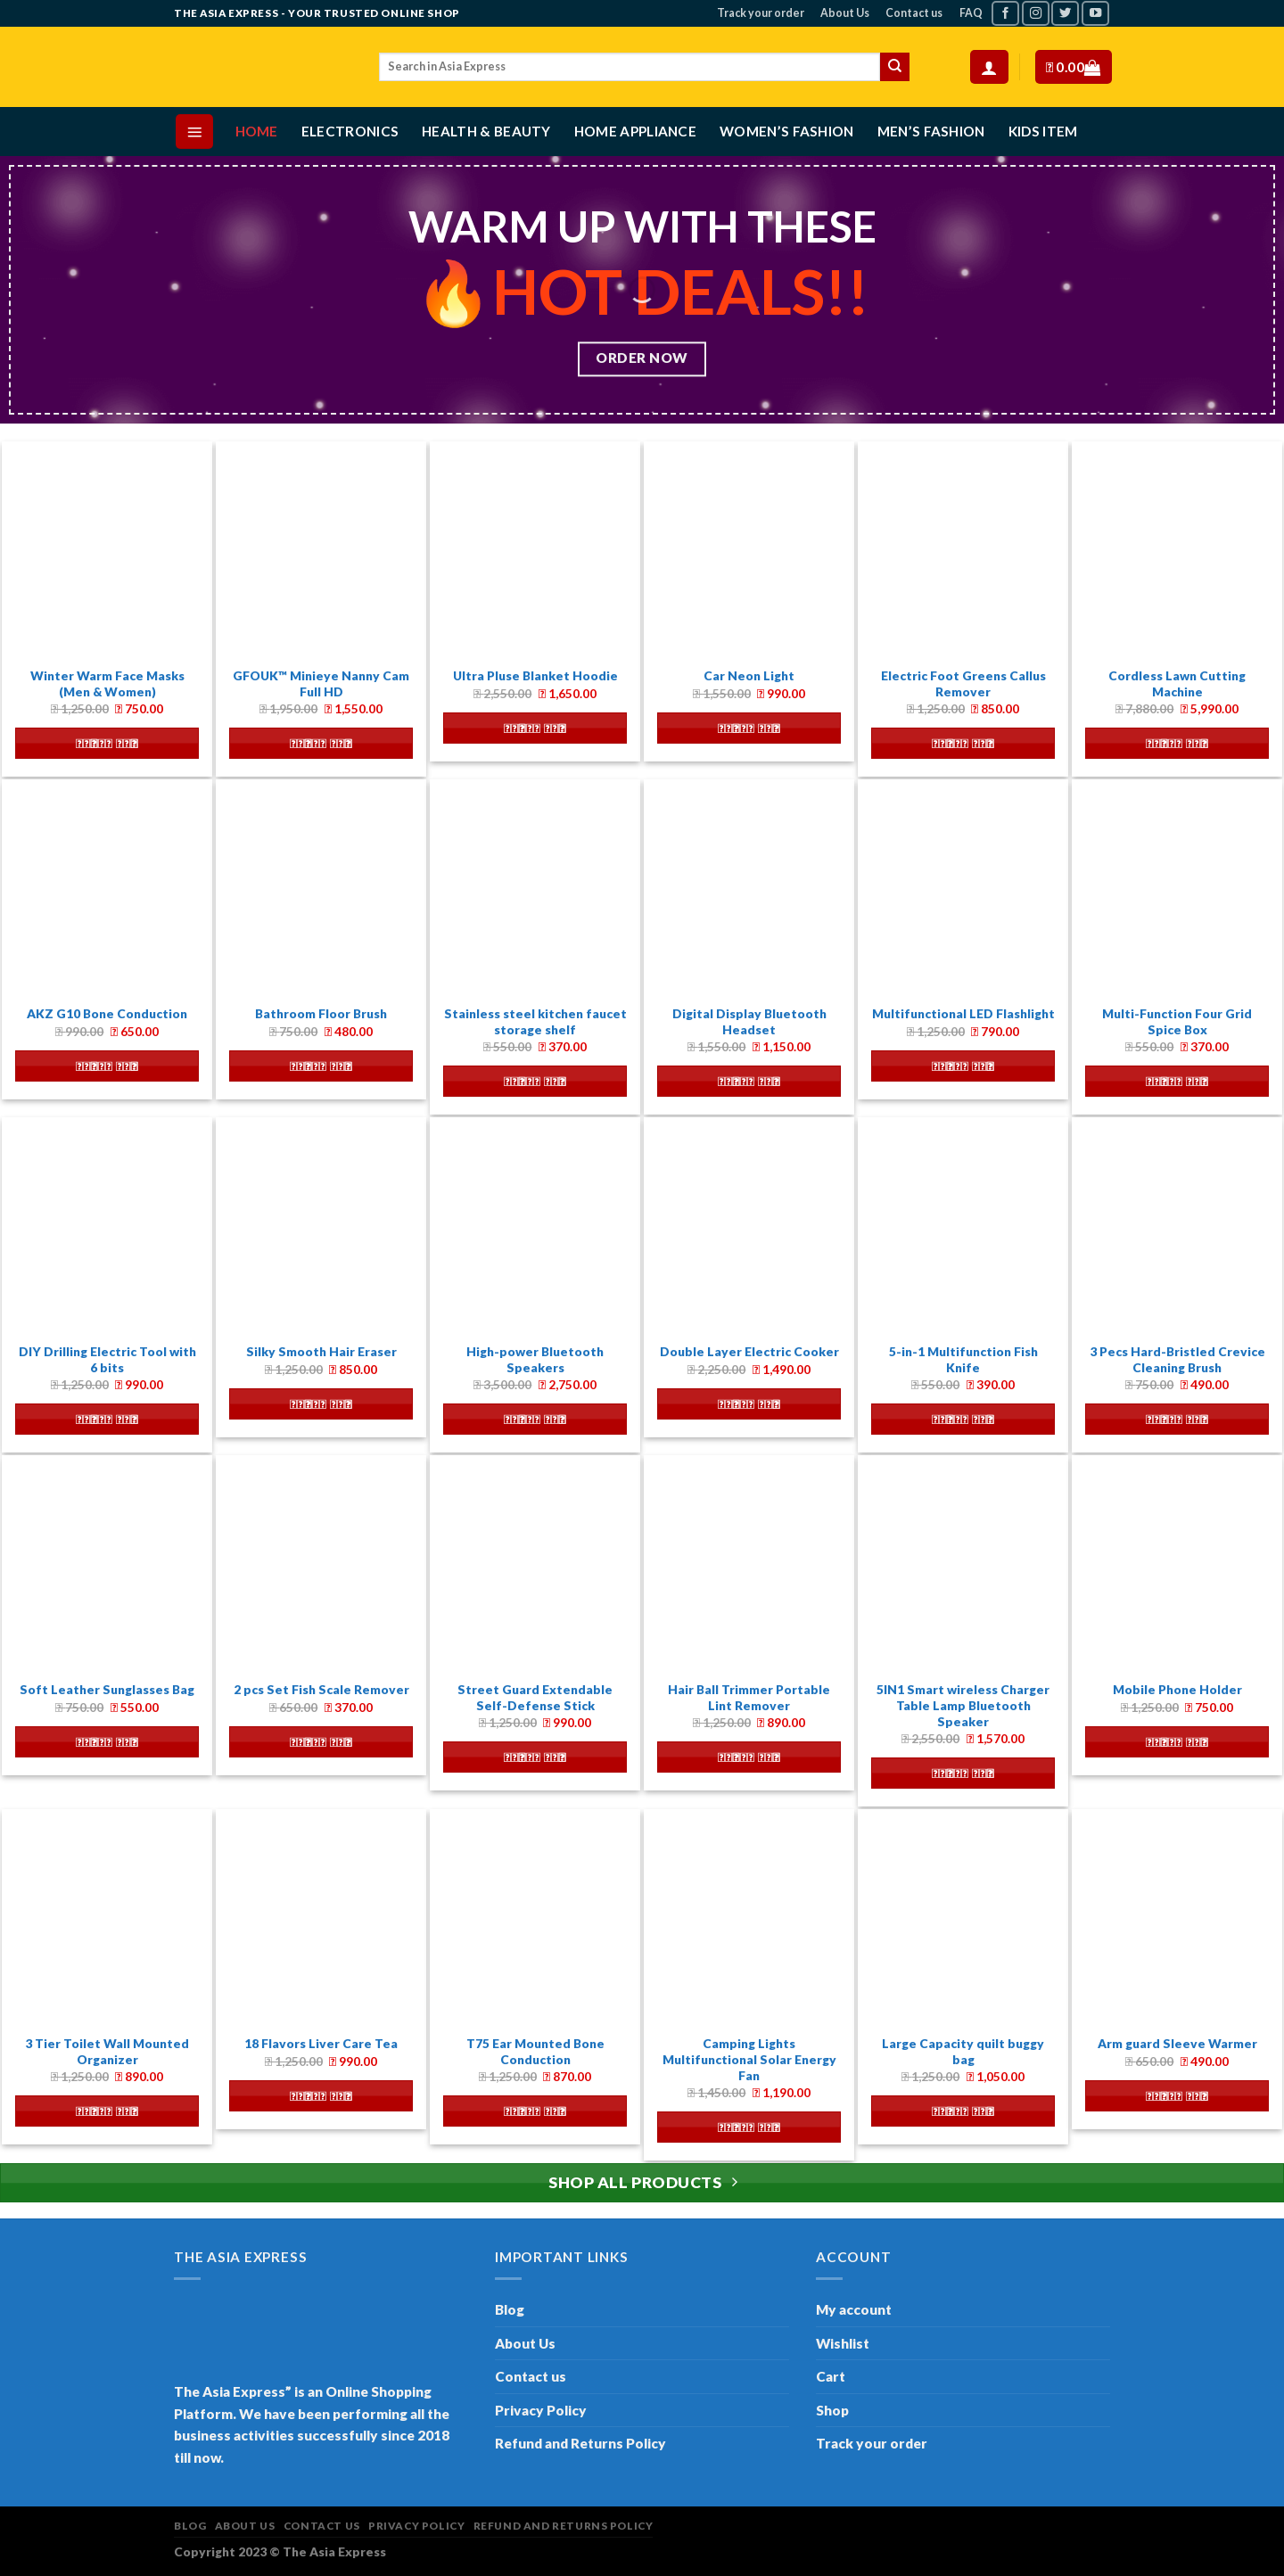 THE ASIA EXPRESS - YOUR TRUSTED ONLINE SHOP
Track your order About Us Contact us FAQ
Search in Asia Express
0.00
HOME ELECTRONICS HEALTH & BEAUTY HOME APPLIANCE WOMEN’S FASHION MEN’S FASHION KIDS ITEM
WARM UP WITH THESE
🔥HOT DEALS!!
ORDER NOW
Winter Warm Face Masks
(Men & Women)
1,250.00 750.00
GFOUK™ Minieye Nanny Cam
Full HD
1,950.00 1,550.00
Ultra Pluse Blanket Hoodie
2,550.00 1,650.00
Car Neon Light
1,550.00 990.00
Electric Foot Greens Callus
Remover
1,250.00 850.00
Cordless Lawn Cutting
Machine
7,880.00 5,990.00
AKZ G10 Bone Conduction
990.00 650.00
Bathroom Floor Brush
750.00 480.00
Stainless steel kitchen faucet
storage shelf
550.00 370.00
Digital Display Bluetooth
Headset
1,550.00 1,150.00
Multifunctional LED Flashlight
1,250.00 790.00
Multi-Function Four Grid
Spice Box
550.00 370.00
DIY Drilling Electric Tool with
6 bits
1,250.00 990.00
Silky Smooth Hair Eraser
1,250.00 850.00
High-power Bluetooth
Speakers
3,500.00 2,750.00
Double Layer Electric Cooker
2,250.00 1,490.00
5-in-1 Multifunction Fish
Knife
550.00 390.00
3 Pecs Hard-Bristled Crevice
Cleaning Brush
750.00 490.00
Soft Leather Sunglasses Bag
750.00 550.00
2 pcs Set Fish Scale Remover
650.00 370.00
Street Guard Extendable
Self-Defense Stick
1,250.00 990.00
Hair Ball Trimmer Portable
Lint Remover
1,250.00 890.00
5IN1 Smart wireless Charger
Table Lamp Bluetooth
Speaker
2,550.00 1,570.00
Mobile Phone Holder
1,250.00 750.00
3 Tier Toilet Wall Mounted
Organizer
1,250.00 890.00
18 Flavors Liver Care Tea
1,250.00 990.00
T75 Ear Mounted Bone
Conduction
1,250.00 870.00
Camping Lights
Multifunctional Solar Energy
Fan
1,450.00 1,190.00
Large Capacity quilt buggy
bag
1,250.00 1,050.00
Arm guard Sleeve Warmer
650.00 490.00
SHOP ALL PRODUCTS
THE ASIA EXPRESS
The Asia Express” is an Online Shopping
Platform. We have been performing all the
business activities successfully since 2018
till now.
IMPORTANT LINKS
Blog
About Us
Contact us
Privacy Policy
Refund and Returns Policy
ACCOUNT
My account
Wishlist
Cart
Shop
Track your order
BLOG ABOUT US CONTACT US PRIVACY POLICY REFUND AND RETURNS POLICY
Copyright 2023 © The Asia Express